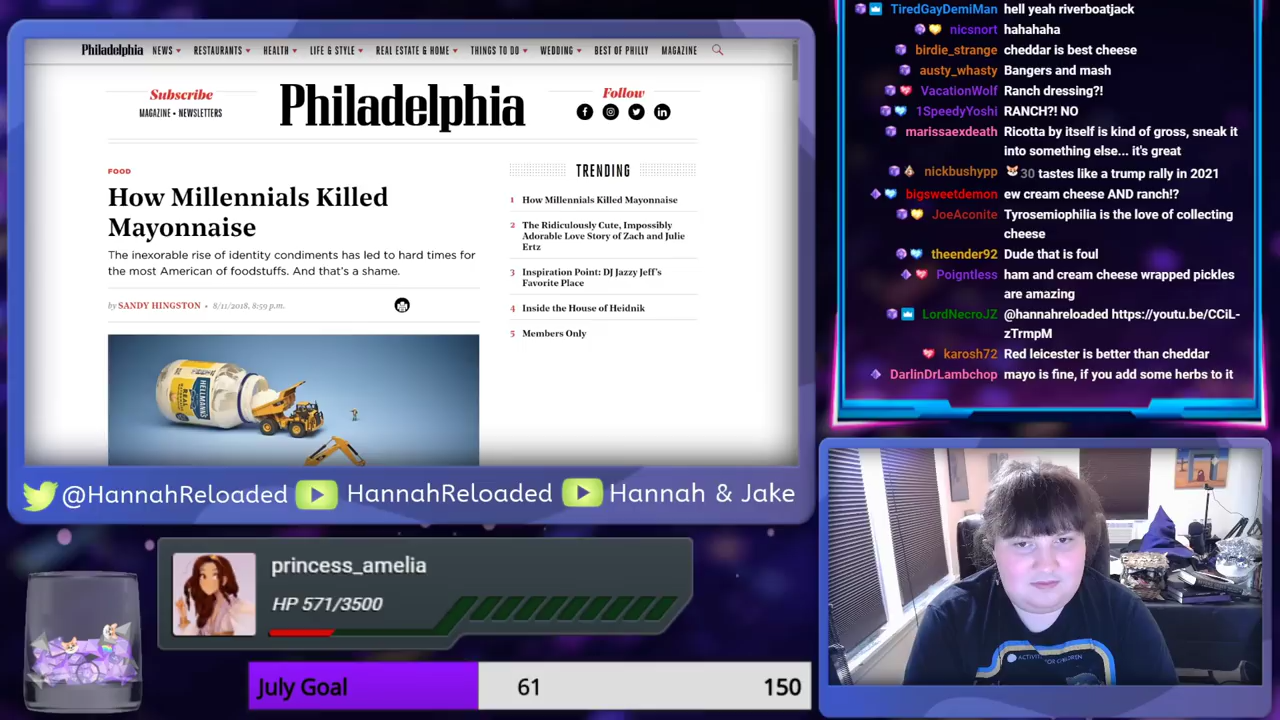 Philadelphia NEWS RESTAURANTS HEALTH LIFE & STYLE REAL ESTATE & HOME THINGS TO DO WEDDING BEST OF PHILLY MAGAZINE
Subscribe
MAGAZINE + NEWSLETTERS
Philadelphia
Follow
FOOD
How Millennials Killed
Mayonnaise
The inexorable rise of identity condiments has led to hard times for
the most American of foodstuffs. And that's a shame.
by SANDY HINGSTON • 8/11/2018, 8:59 p.m.
HELLMANN'S
REAL
TRENDING
1 How Millennials Killed Mayonnaise
2 The Ridiculously Cute, Impossibly
Adorable Love Story of Zach and Julie
Ertz
3 Inspiration Point: DJ Jazzy Jeff's
Favorite Place
4 Inside the House of Heidnik
5 Members Only
@HannahReloaded HannahReloaded Hannah & Jake
princess_amelia
HP 571/3500
July Goal 61 150
TiredGayDemiMan hell yeah riverboatjack
nicsnort hahahaha
birdie_strange cheddar is best cheese
austy_whasty Bangers and mash
VacationWolf Ranch dressing?!
1SpeedyYoshi RANCH?! NO
marissaexdeath Ricotta by itself is kind of gross, sneak it
into something else... it's great
nickbushypp 30 tastes like a trump rally in 2021
bigsweetdemon ew cream cheese AND ranch!?
JoeAconite Tyrosemiophilia is the love of collecting
cheese
theender92 Dude that is foul
Poigntless ham and cream cheese wrapped pickles
are amazing
LordNecroJZ @hannahreloaded https://youtu.be/CCiL-
zTrmpM
karosh72 Red leicester is better than cheddar
DarlinDrLambchop mayo is fine, if you add some herbs to it
ACTIVITIES FOR CHILDREN